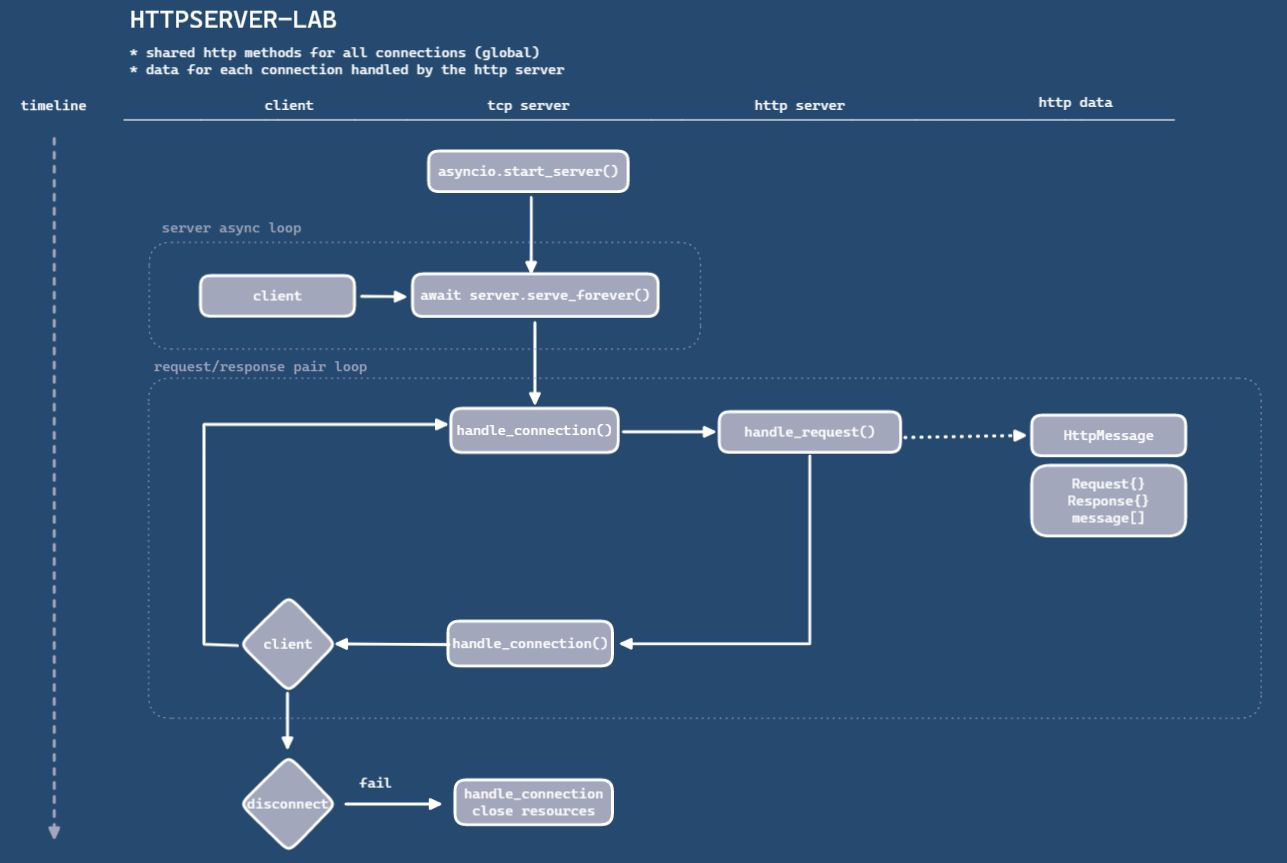 HTTPSERVER-LAB
* shared http methods for all connections (global)
* data for each connection handled by the http server
timeline
client
tcp server
http server
http data
asyncio.start_server()
server async loop
client
await server.serve_forever()
request/response pair loop
handle_connection()
handle_request()
HttpMessage
Request{}
Response{}
message[]
client
handle_connection()
fail
disconnect
handle_connection
close resources